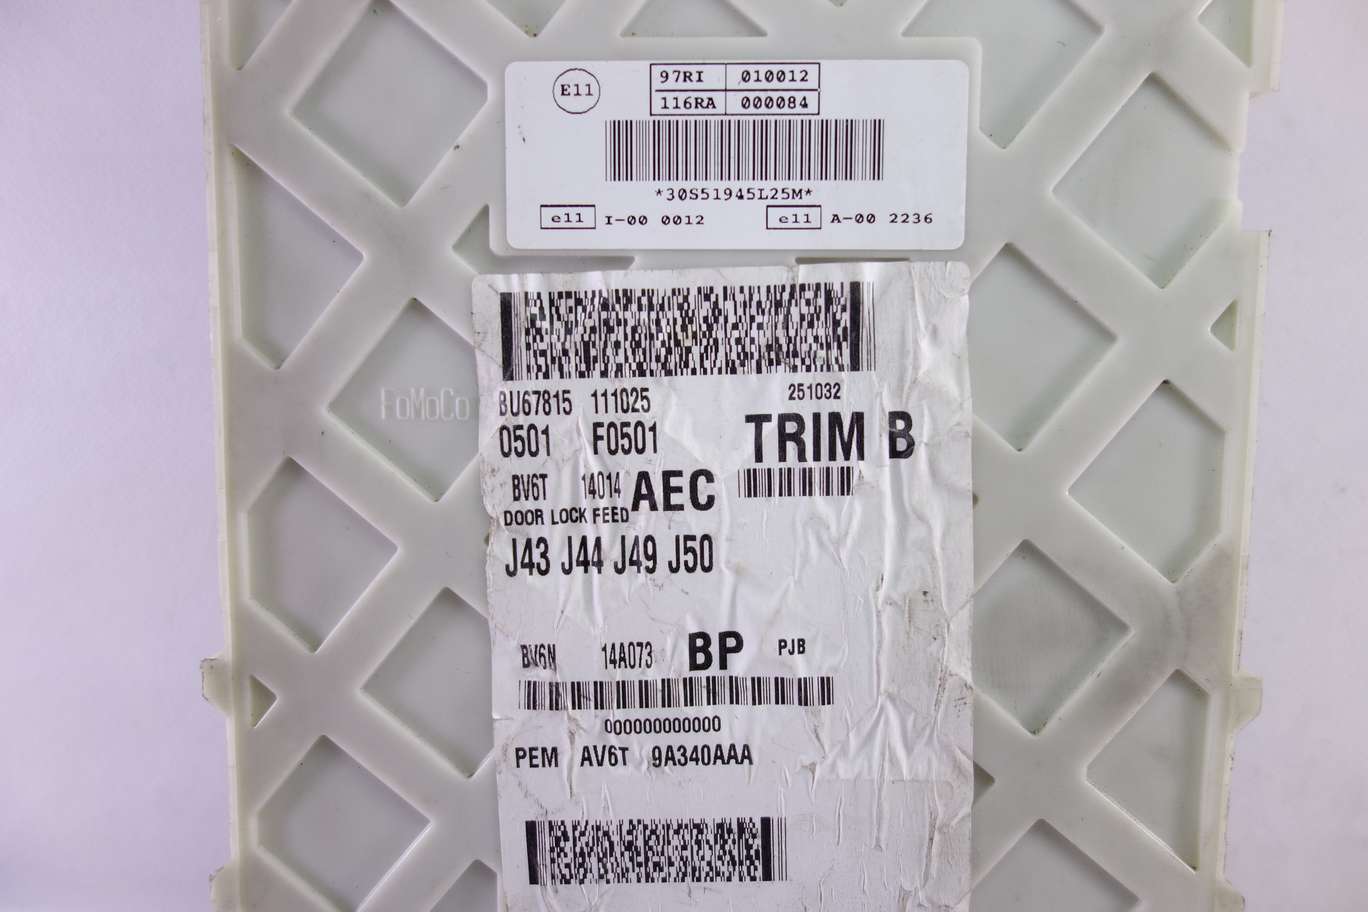 E11
97RI 010012
116RA 000084
*30S51945L25M*
e11 I-00 0012 e11 A-00 2236
FoMoCo
BU67815 111025 251032
0501 F0501 TRIM B
BV6T 14014 AEC
DOOR LOCK FEED
J43 J44 J49 J50
BV6N 14A073 BP PJB
000000000000
PEM AV6T 9A340AAA